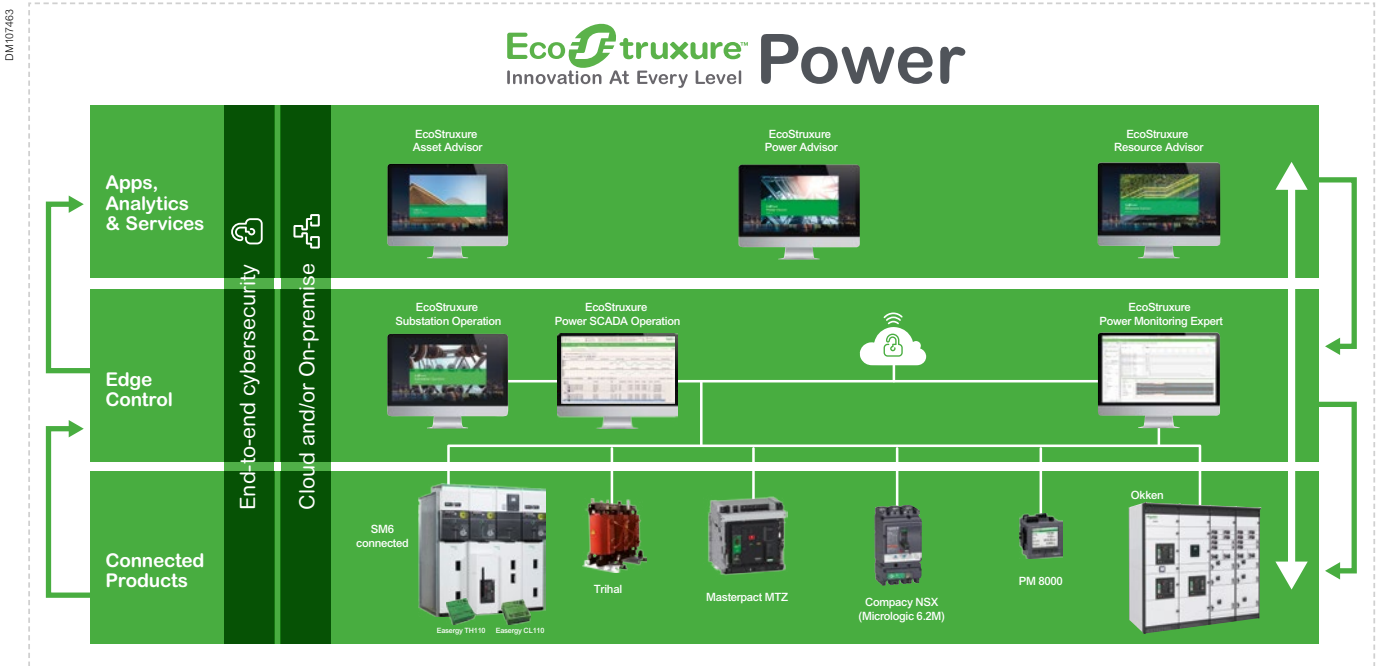 DM107463
EcoStruxure™
Innovation At Every Level
Power
Apps,
Analytics
& Services
End-to-end cybersecurity
Cloud and/or On-premise
EcoStruxure
Asset Advisor
EcoStruxure
Power Advisor
EcoStruxure
Resource Advisor
Edge
Control
EcoStruxure
Substation Operation
EcoStruxure
Power SCADA Operation
EcoStruxure
Power Monitoring Expert
Connected
Products
SM6
connected
Easergy TH110
Easergy CL110
Trihal
Masterpact MTZ
Compacy NSX
(Micrologic 6.2M)
PM 8000
Okken